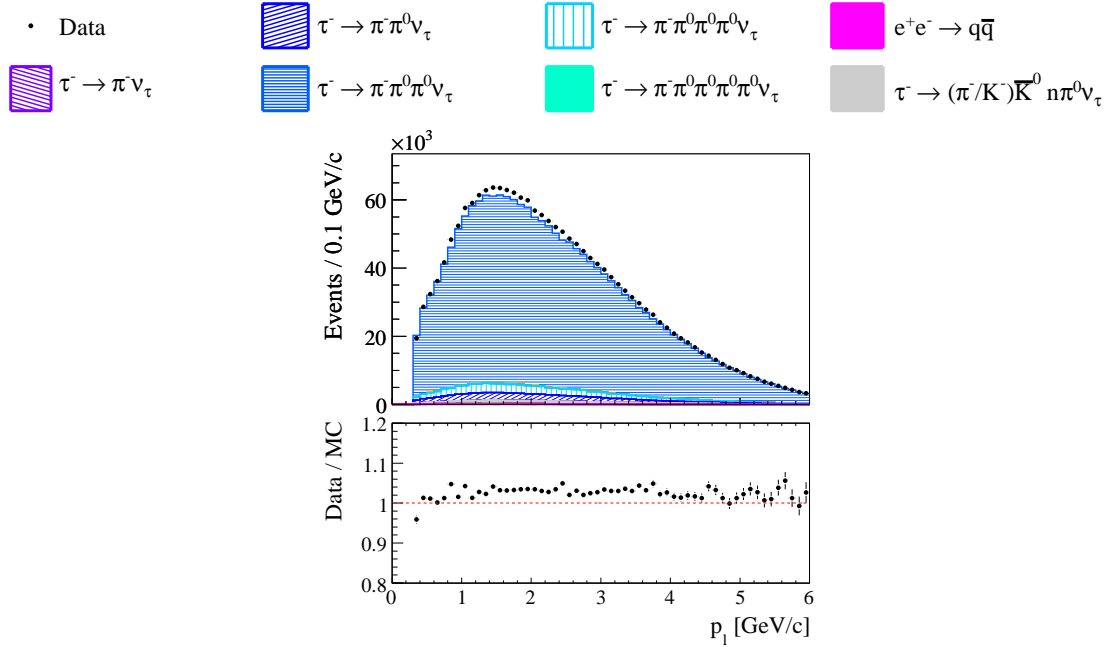 Data
τ⁻ → π⁻π⁰ν_τ
τ⁻ → π⁻π⁰π⁰π⁰ν_τ
e⁺e⁻ → qq̅
τ⁻ → π⁻ν_τ
τ⁻ → π⁻π⁰π⁰ν_τ
τ⁻ → π⁻π⁰π⁰π⁰π⁰ν_τ
τ⁻ → (π⁻/K⁻)K̅⁰ nπ⁰ν_τ
×10³
Events / 0.1 GeV/c
60
40
20
0
Data / MC
1.2
1.1
1
0.9
0.8
0 1 2 3 4 5 6
p₁ [GeV/c]